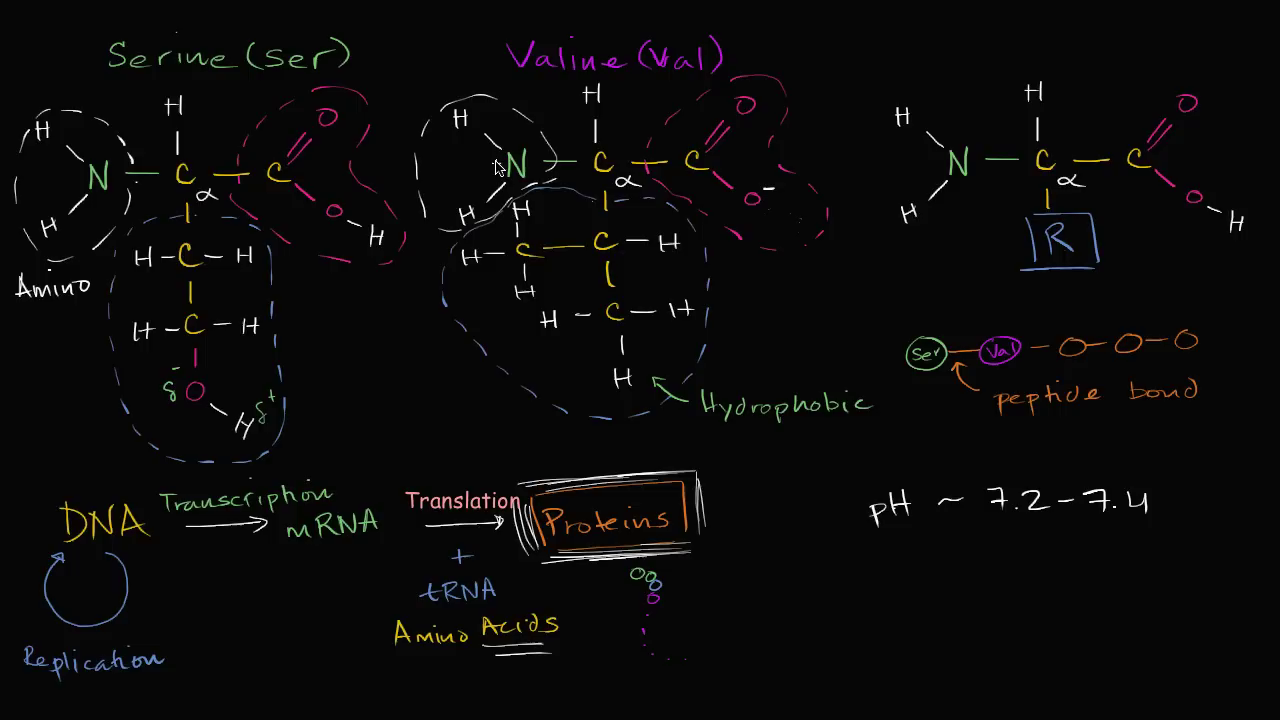 Serine (Ser)
Valine (Val)
H
H
N
H
C
α
C
O
O
H
H
C
H
H
C
H
δ-
O
H
δ+
Amino
H
H
N
H
C
α
C
O
O-
H
H
C
C
H
H
H
C
H
H
Hydrophobic
H
H
N
H
C
α
C
O
O
H
R
Ser
Val
peptide bond
DNA
Transcription
mRNA
Translation
Proteins
+
tRNA
Amino Acids
Replication
pH ~ 7.2-7.4